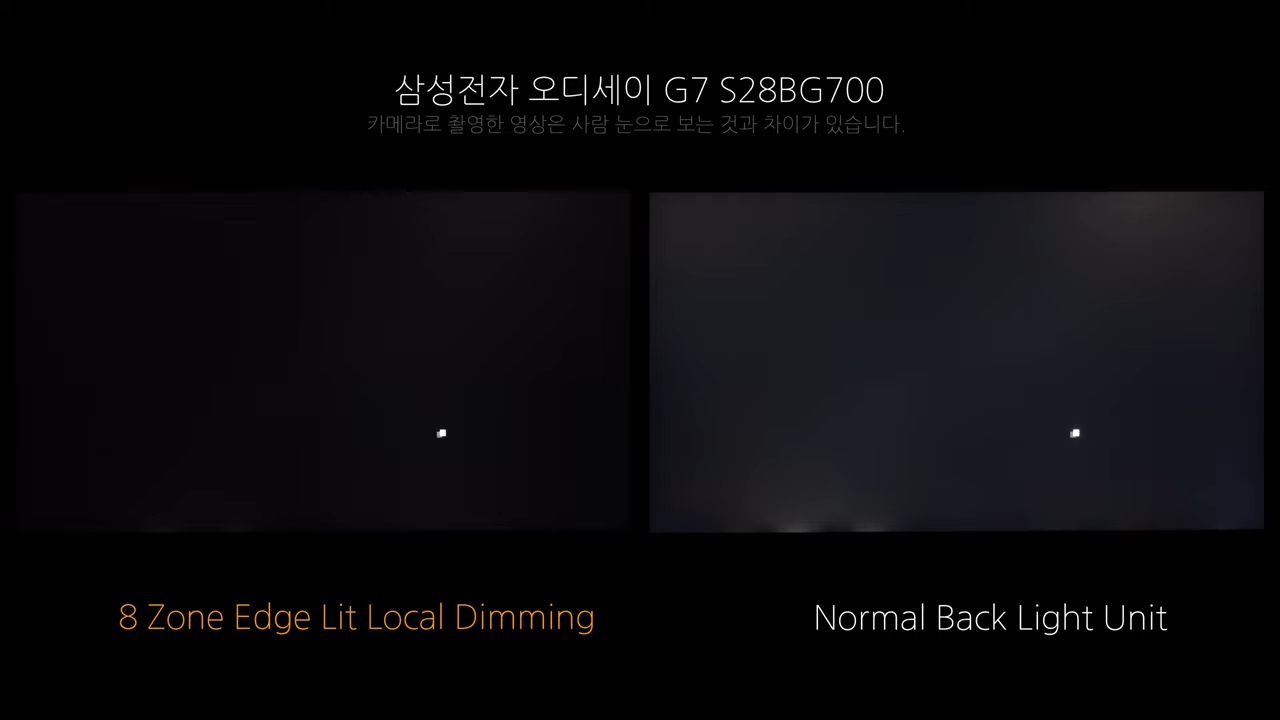 삼성전자 오디세이 G7 S28BG700
카메라로 촬영한 영상은 사람 눈으로 보는 것과 차이가 있습니다.
8 Zone Edge Lit Local Dimming
Normal Back Light Unit